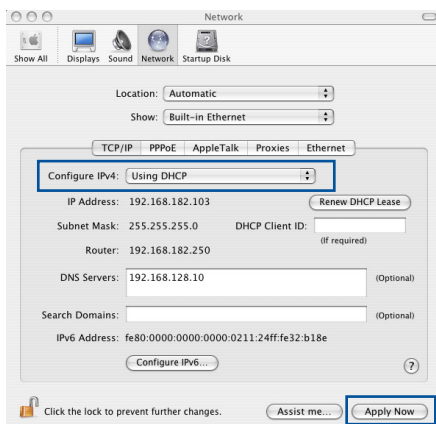 Network
Show All Displays Sound Network Startup Disk
Location: Automatic
Show: Built-in Ethernet
TCP/IP PPPoE AppleTalk Proxies Ethernet
Configure IPv4: Using DHCP
IP Address: 192.168.182.103 Renew DHCP Lease
Subnet Mask: 255.255.255.0 DHCP Client ID:
(If required)
Router: 192.168.182.250
DNS Servers: 192.168.128.10 (Optional)
Search Domains: (Optional)
IPv6 Address: fe80:0000:0000:0000:0211:24ff:fe32:b18e
Configure IPv6... ?
Click the lock to prevent further changes. Assist me... Apply Now